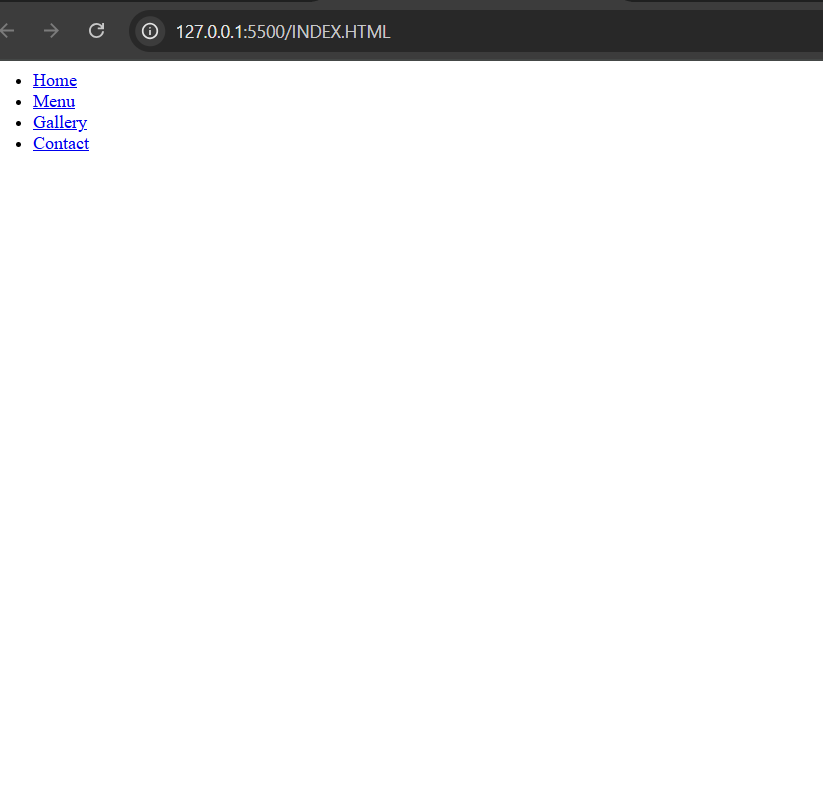 127.0.0.1:5500/INDEX.HTML
Home
Menu
Gallery
Contact